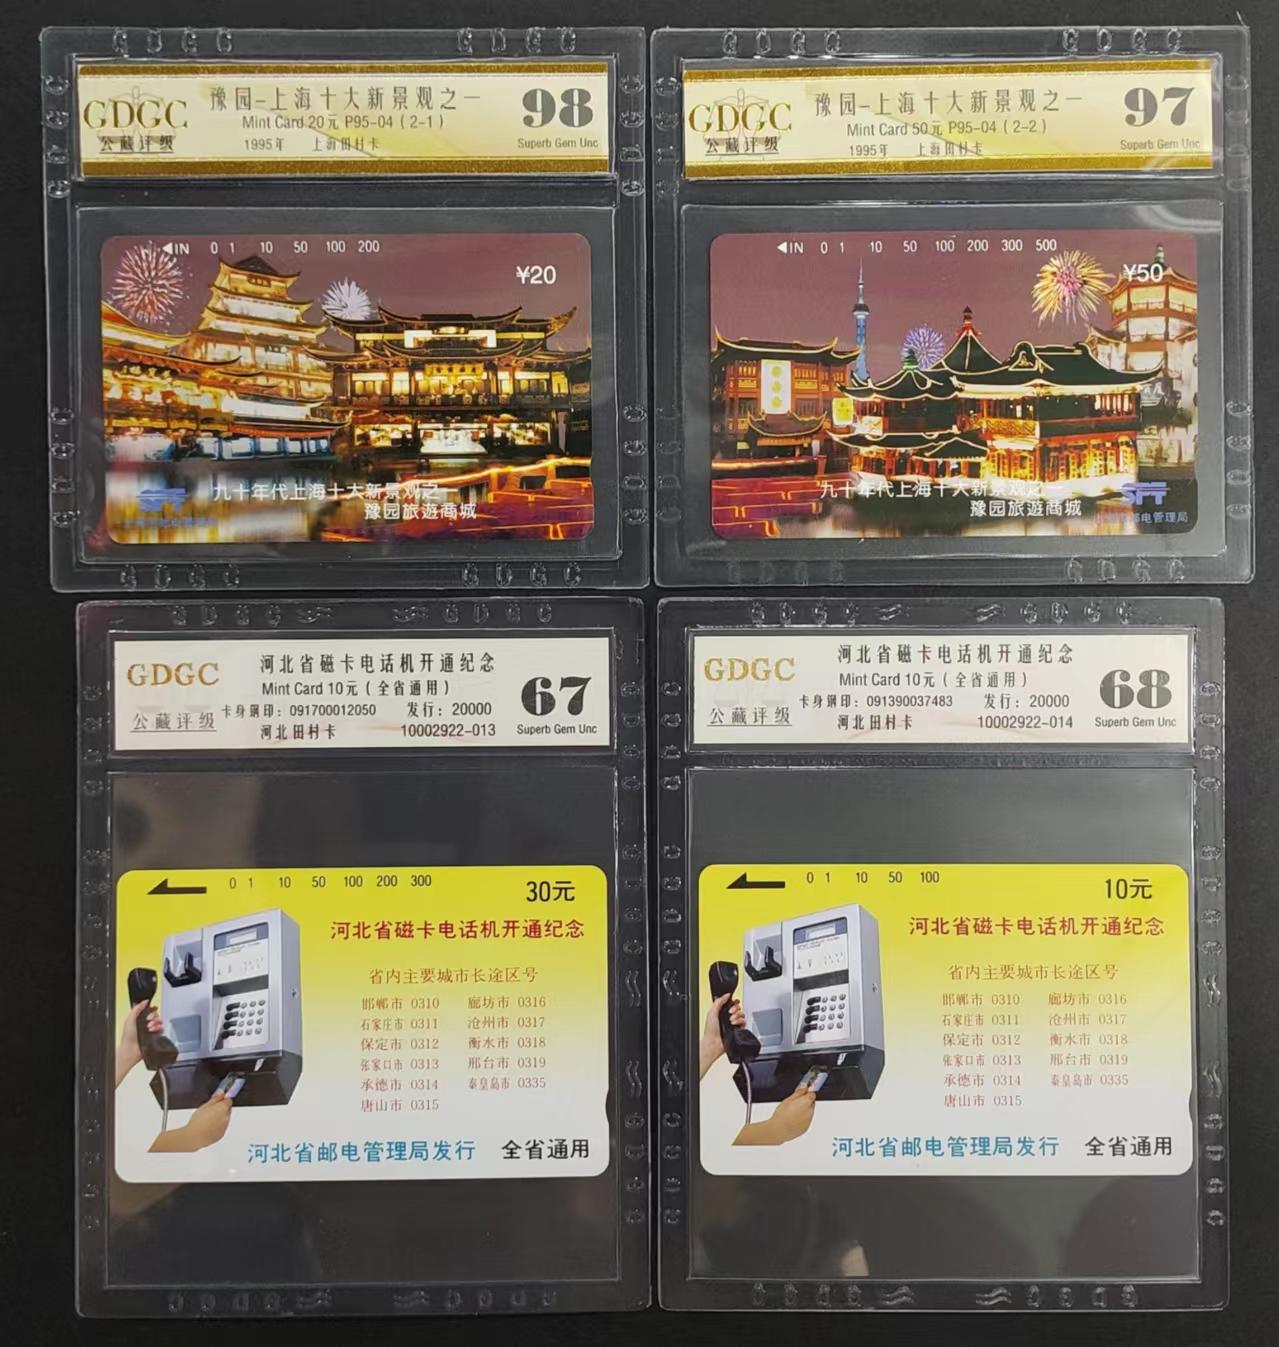 GDGC
公藏评级
豫园-上海十大新景观之一
Mint Card 20元 P95-04 (2-1)
1995年 上海田村卡
98
Superb Gem Unc
GDGC
公藏评级
豫园-上海十大新景观之一
Mint Card 50元 P95-04 (2-2)
1995年 上海田村卡
97
Superb Gem Unc
IN 0 1 10 50 100 200
¥20
九十年代上海十大新景观之一
豫园旅遊商城
IN 0 1 10 50 100 200 300 500
¥50
九十年代上海十大新景观之一
豫园旅遊商城
GDGC
公藏评级
河北省磁卡电话机开通纪念
Mint Card 10元 (全省通用)
卡身钢印: 091700012050 发行: 20000
河北田村卡 10002922-013
67
Superb Gem Unc
GDGC
公藏评级
河北省磁卡电话机开通纪念
Mint Card 10元 (全省通用)
卡身钢印: 091390037483 发行: 20000
河北田村卡 10002922-014
68
Superb Gem Unc
0 1 10 50 100 200 300
30元
河北省磁卡电话机开通纪念
省内主要城市长途区号
邯郸市 0310 廊坊市 0316
石家庄市 0311 沧州市 0317
保定市 0312 衡水市 0318
张家口市 0313 邢台市 0319
承德市 0314 秦皇岛市 0335
唐山市 0315
河北省邮电管理局发行 全省通用
0 1 10 50 100
10元
河北省磁卡电话机开通纪念
省内主要城市长途区号
邯郸市 0310 廊坊市 0316
石家庄市 0311 沧州市 0317
保定市 0312 衡水市 0318
张家口市 0313 邢台市 0319
承德市 0314 秦皇岛市 0335
唐山市 0315
河北省邮电管理局发行 全省通用